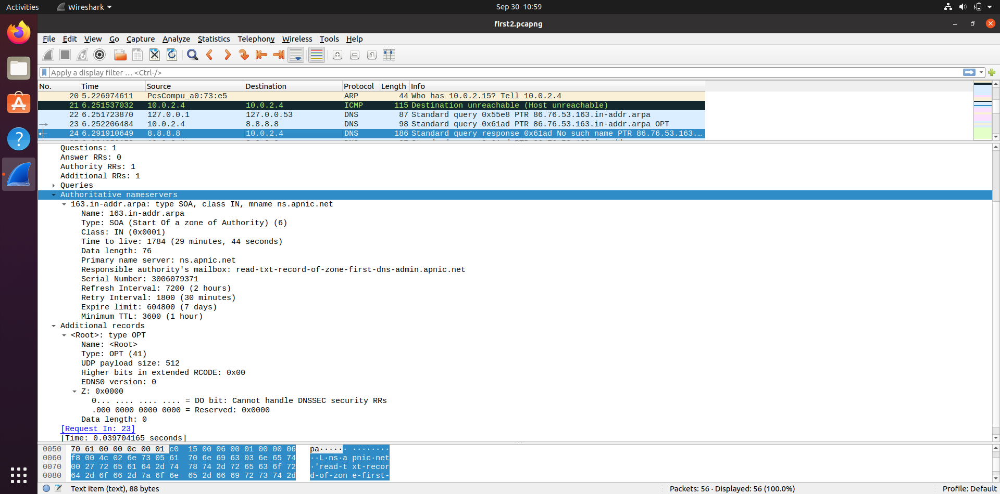 Activities Wireshark Sep 30 10:59
first2.pcapng
File Edit View Go Capture Analyze Statistics Telephony Wireless Tools Help
Apply a display filter … <Ctrl-/>
No. Time Source Destination Protocol Length Info
20 5.226974611 PcsCompu_a0:73:e5 ARP 44 Who has 10.0.2.15? Tell 10.0.2.4
21 6.251537032 10.0.2.4 10.0.2.4 ICMP 115 Destination unreachable (Host unreachable)
22 6.251723870 127.0.0.1 127.0.0.53 DNS 87 Standard query 0x55e8 PTR 86.76.53.163.in-addr.arpa
23 6.252206484 10.0.2.4 8.8.8.8 DNS 98 Standard query 0x61ad PTR 86.76.53.163.in-addr.arpa OPT
24 6.291910649 8.8.8.8 10.0.2.4 DNS 186 Standard query response 0x61ad No such name PTR 86.76.53.163.…
Questions: 1
Answer RRs: 0
Authority RRs: 1
Additional RRs: 1
Queries
Authoritative nameservers
163.in-addr.arpa: type SOA, class IN, mname ns.apnic.net
Name: 163.in-addr.arpa
Type: SOA (Start Of a zone of Authority) (6)
Class: IN (0x0001)
Time to live: 1784 (29 minutes, 44 seconds)
Data length: 76
Primary name server: ns.apnic.net
Responsible authority's mailbox: read-txt-record-of-zone-first-dns-admin.apnic.net
Serial Number: 3006079371
Refresh Interval: 7200 (2 hours)
Retry Interval: 1800 (30 minutes)
Expire limit: 604800 (7 days)
Minimum TTL: 3600 (1 hour)
Additional records
<Root>: type OPT
Name: <Root>
Type: OPT (41)
UDP payload size: 512
Higher bits in extended RCODE: 0x00
EDNS0 version: 0
Z: 0x0000
0... .... .... .... = DO bit: Cannot handle DNSSEC security RRs
.000 0000 0000 0000 = Reserved: 0x0000
Data length: 0
[Request In: 23]
[Time: 0.039704165 seconds]
0050 70 61 00 00 0c 00 01 c0 15 00 06 00 01 00 00 06 pa······ ········
0060 f8 00 4c 02 6e 73 05 61 70 6e 69 63 03 6e 65 74 ··L·ns·a pnic·net
0070 00 27 72 65 61 64 2d 74 78 74 2d 72 65 63 6f 72 ·'read-t xt-recor
0080 64 2d 6f 66 2d 7a 6f 6e 65 2d 66 69 72 73 74 2d d-of-zon e-first-
Text item (text), 88 bytes Packets: 56 · Displayed: 56 (100.0%) Profile: Default